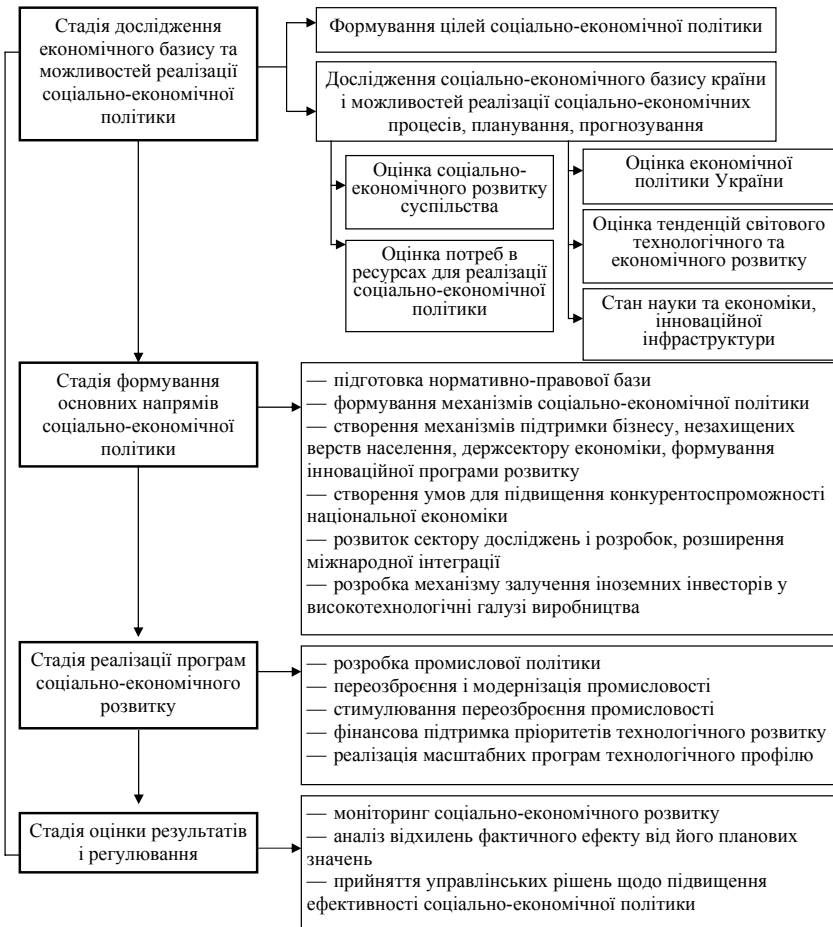 Стадія дослідження
економічного базису та
можливостей реалізації
соціально-економічної
політики
Формування цілей соціально-економічної політики
Дослідження соціально-економічного базису країни
і можливостей реалізації соціально-економічних
процесів, планування, прогнозування
Оцінка соціально-
економічного розвитку
суспільства
Оцінка потреб в
ресурсах для реалізації
соціально-економічної
політики
Оцінка економічної
політики України
Оцінка тенденцій світового
технологічного та
економічного розвитку
Стан науки та економіки,
інноваційної
інфраструктури
Стадія формування
основних напрямів
соціально-економічної
політики
— підготовка нормативно-правової бази
— формування механізмів соціально-економічної політики
— створення механізмів підтримки бізнесу, незахищених
верств населення, держсектору економіки, формування
інноваційної програми розвитку
— створення умов для підвищення конкурентоспроможності
національної економіки
— розвиток сектору досліджень і розробок, розширення
міжнародної інтеграції
— розробка механізму залучення іноземних інвесторів у
високотехнологічні галузі виробництва
Стадія реалізації програм
соціально-економічного
розвитку
— розробка промислової політики
— переозброєння і модернізація промисловості
— стимулювання переозброєння промисловості
— фінансова підтримка пріоритетів технологічного розвитку
— реалізація масштабних програм технологічного профілю
Стадія оцінки результатів
і регулювання
— моніторинг соціально-економічного розвитку
— аналіз відхилень фактичного ефекту від його планових
значень
— прийняття управлінських рішень щодо підвищення
ефективності соціально-економічної політики